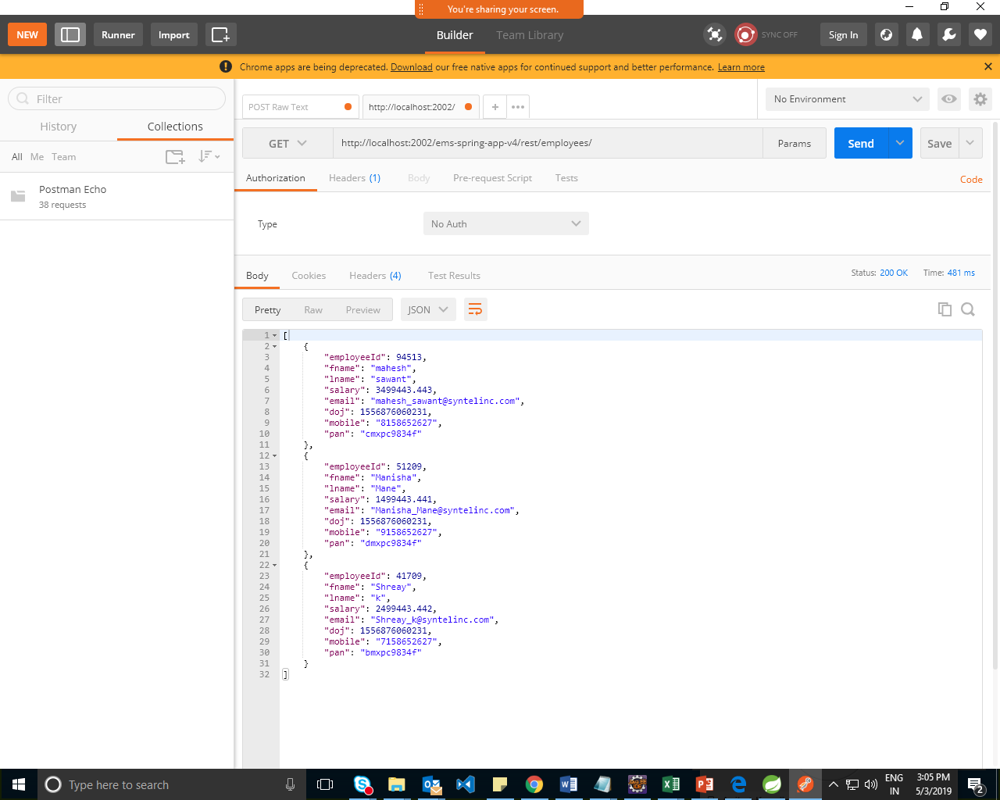 You're sharing your screen.
NEW
Runner
Import
Builder
Team Library
SYNC OFF
Sign In
Chrome apps are being deprecated. Download our free native apps for continued support and better performance. Learn more
Filter
History
Collections
All Me Team
Postman Echo
38 requests
POST Raw Text
http://localhost:2002/
No Environment
GET
http://localhost:2002/ems-spring-app-v4/rest/employees/
Params
Send
Save
Authorization
Headers (1)
Body
Pre-request Script
Tests
Code
Type
No Auth
Body
Cookies
Headers (4)
Test Results
Status: 200 OK
Time: 481 ms
Pretty
Raw
Preview
JSON
1 [
2 {
3 "employeeId": 94513,
4 "fname": "mahesh",
5 "lname": "sawant",
6 "salary": 3499443.443,
7 "email": "mahesh_sawant@syntelinc.com",
8 "doj": 1556876060231,
9 "mobile": "8158652627",
10 "pan": "cmxpc9834f"
11 },
12 {
13 "employeeId": 51209,
14 "fname": "Manisha",
15 "lname": "Mane",
16 "salary": 1499443.441,
17 "email": "Manisha_Mane@syntelinc.com",
18 "doj": 1556876060231,
19 "mobile": "9158652627",
20 "pan": "dmxpc9834f"
21 },
22 {
23 "employeeId": 41709,
24 "fname": "Shreay",
25 "lname": "k",
26 "salary": 2499443.442,
27 "email": "Shreay_k@syntelinc.com",
28 "doj": 1556876060231,
29 "mobile": "7158652627",
30 "pan": "bmxpc9834f"
31 }
32 ]
Type here to search
ENG
IN
3:05 PM
5/3/2019
2